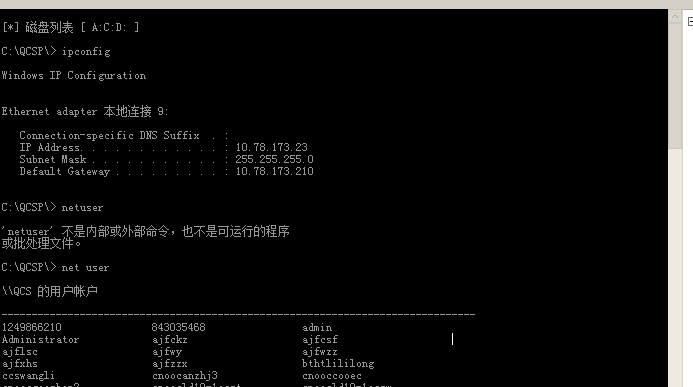 [*] 磁盘列表 [ A:C:D: ]
C:\QCSP\> ipconfig
Windows IP Configuration
Ethernet adapter 本地连接 9:
Connection-specific DNS Suffix  . :
IP Address. . . . . . . . . . . . : 10.78.173.23
Subnet Mask . . . . . . . . . . . : 255.255.255.0
Default Gateway . . . . . . . . . : 10.78.173.210
C:\QCSP\> netuser
'netuser' 不是内部或外部命令，也不是可运行的程序
或批处理文件。
C:\QCSP\> net user
\\QCS 的用户帐户
-------------------------------------------------------------------------------
1249866210 843035468 admin
Administrator ajfckz ajfcsf
ajflsc ajfwy ajfwzz
ajfxhs ajfzzx bthtlililong
ccswangli cnoocanzhj3 cnooccooec